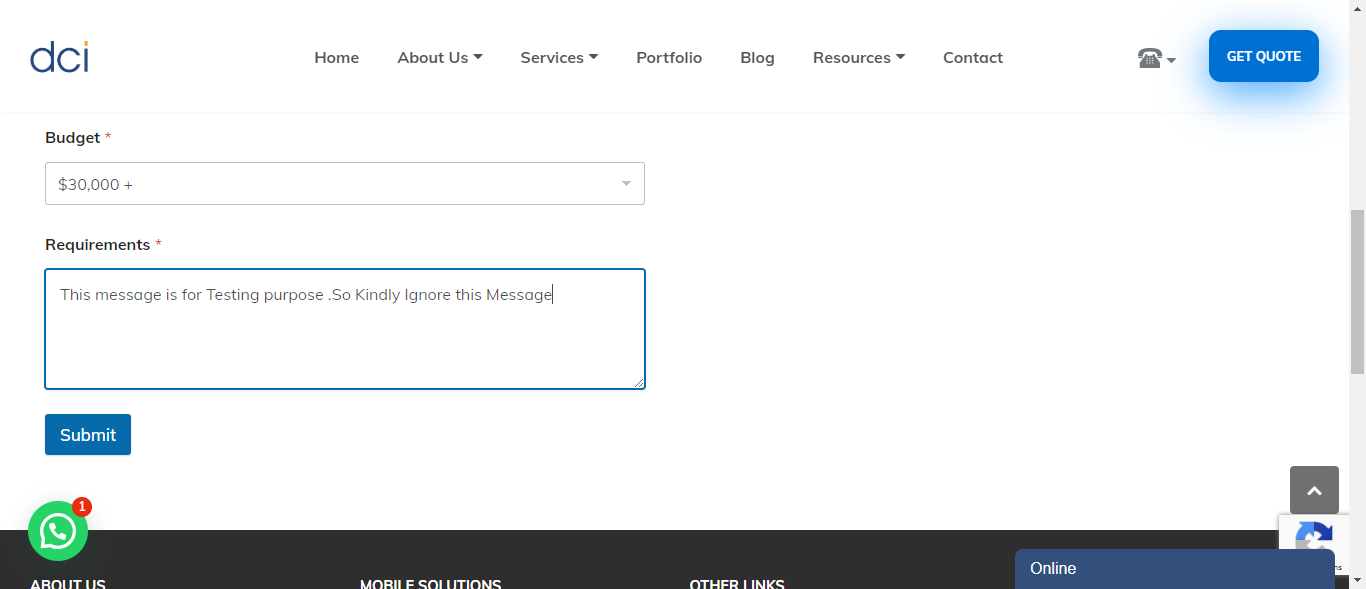 dci
Home About Us Services Portfolio Blog Resources Contact GET QUOTE
Budget *
$30,000 +
Requirements *
This message is for Testing purpose .So Kindly Ignore this Message
Submit
1
Online
ABOUT US MOBILE SOLUTIONS OTHER LINKS